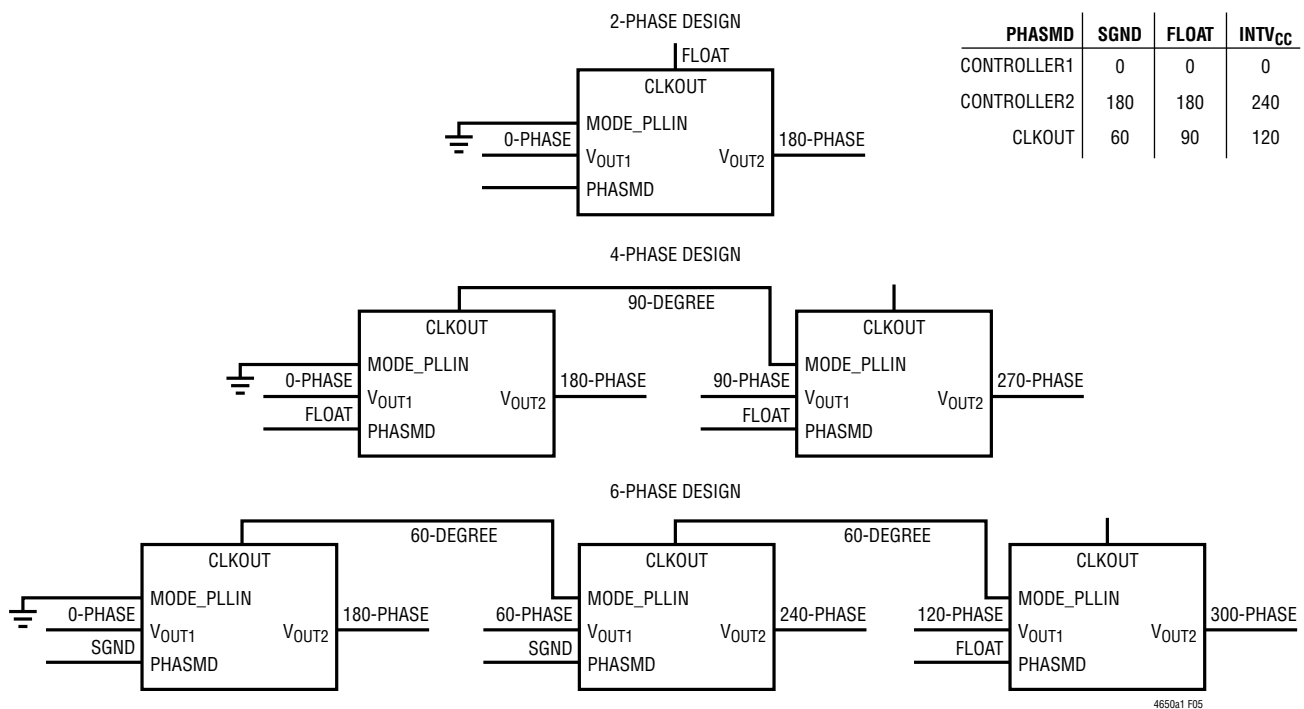 2-PHASE DESIGN
FLOAT
CLKOUT
MODE_PLLIN
0-PHASE
VOUT1
VOUT2
180-PHASE
PHASMD
PHASMD SGND FLOAT INTVCC
CONTROLLER1 0 0 0
CONTROLLER2 180 180 240
CLKOUT 60 90 120
4-PHASE DESIGN
90-DEGREE
CLKOUT
MODE_PLLIN
0-PHASE
VOUT1
VOUT2
180-PHASE
FLOAT
PHASMD
CLKOUT
MODE_PLLIN
90-PHASE
VOUT1
VOUT2
270-PHASE
FLOAT
PHASMD
6-PHASE DESIGN
60-DEGREE
60-DEGREE
CLKOUT
MODE_PLLIN
0-PHASE
VOUT1
VOUT2
180-PHASE
SGND
PHASMD
CLKOUT
MODE_PLLIN
60-PHASE
VOUT1
VOUT2
240-PHASE
SGND
PHASMD
CLKOUT
MODE_PLLIN
120-PHASE
VOUT1
VOUT2
300-PHASE
FLOAT
PHASMD
4650a1 F05